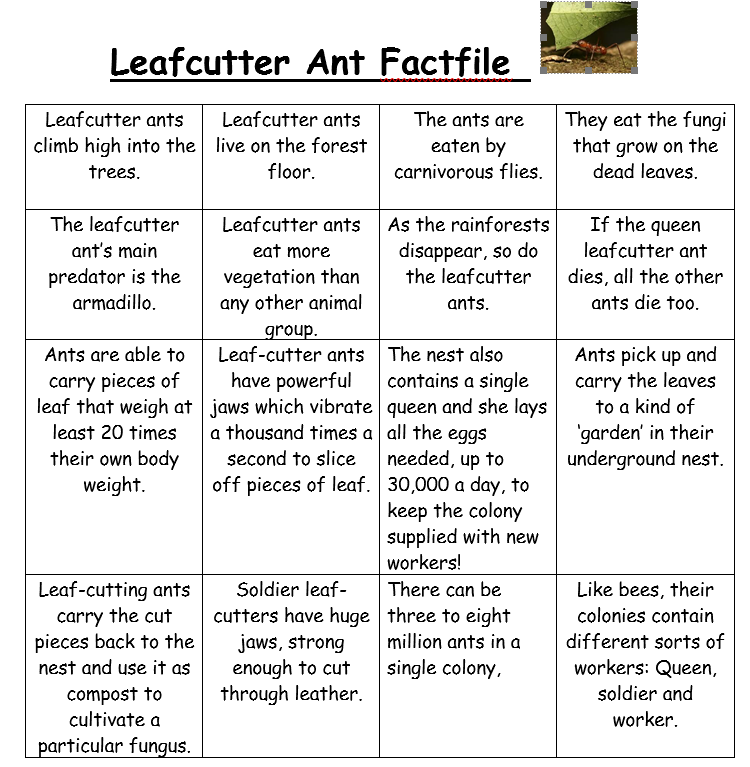 Leafcutter Ant Factfile
Leafcutter ants
climb high into the
trees.
Leafcutter ants
live on the forest
floor.
The ants are
eaten by
carnivorous flies.
They eat the fungi
that grow on the
dead leaves.
The leafcutter
ant's main
predator is the
armadillo.
Leafcutter ants
eat more
vegetation than
any other animal
group.
As the rainforests
disappear, so do
the leafcutter
ants.
If the queen
leafcutter ant
dies, all the other
ants die too.
Ants are able to
carry pieces of
leaf that weigh at
least 20 times
their own body
weight.
Leaf-cutter ants
have powerful
jaws which vibrate
a thousand times a
second to slice
off pieces of leaf.
The nest also
contains a single
queen and she lays
all the eggs
needed, up to
30,000 a day, to
keep the colony
supplied with new
workers!
Ants pick up and
carry the leaves
to a kind of
'garden' in their
underground nest.
Leaf-cutting ants
carry the cut
pieces back to the
nest and use it as
compost to
cultivate a
particular fungus.
Soldier leaf-
cutters have huge
jaws, strong
enough to cut
through leather.
There can be
three to eight
million ants in a
single colony,
Like bees, their
colonies contain
different sorts of
workers: Queen,
soldier and
worker.